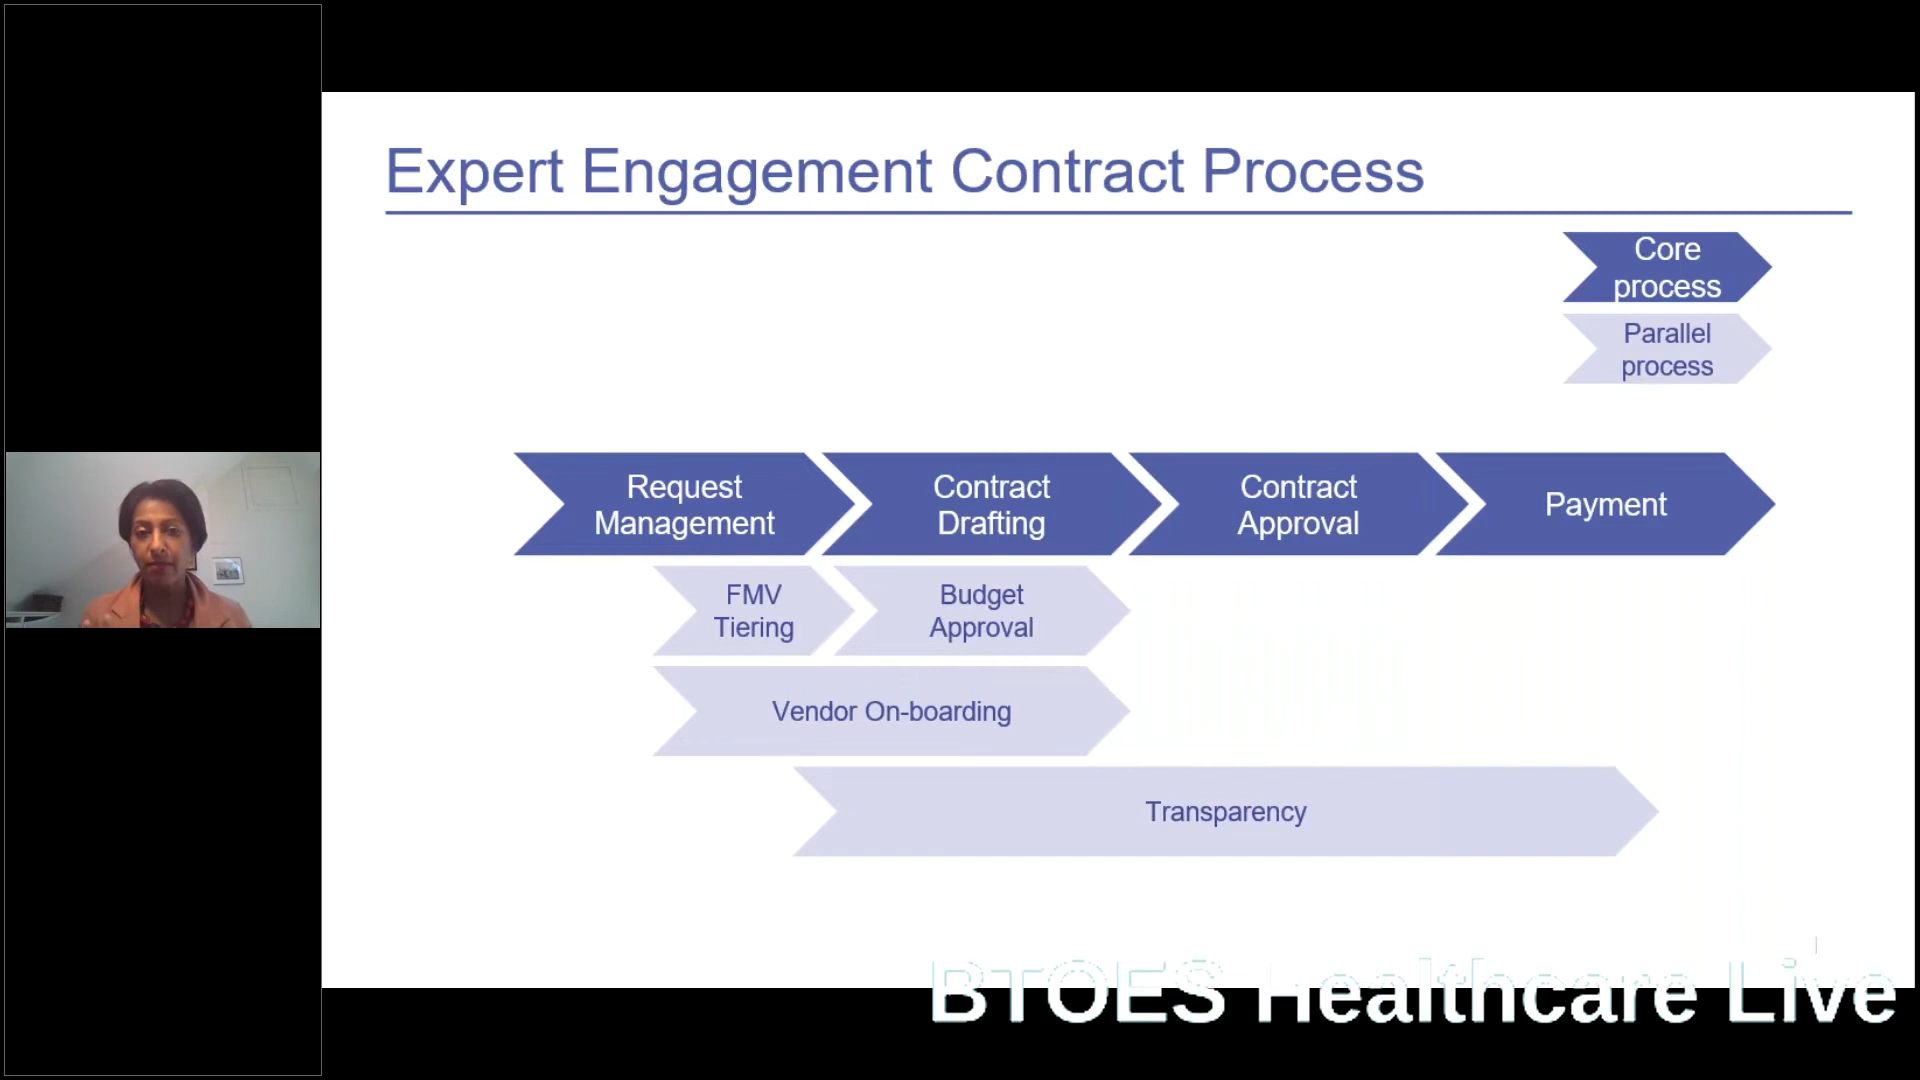 Expert Engagement Contract Process
Core
process
Parallel
process
Request
Management
Contract
Drafting
Contract
Approval
Payment
FMV
Tiering
Budget
Approval
Vendor On-boarding
Transparency
BTOES Healthcare Live